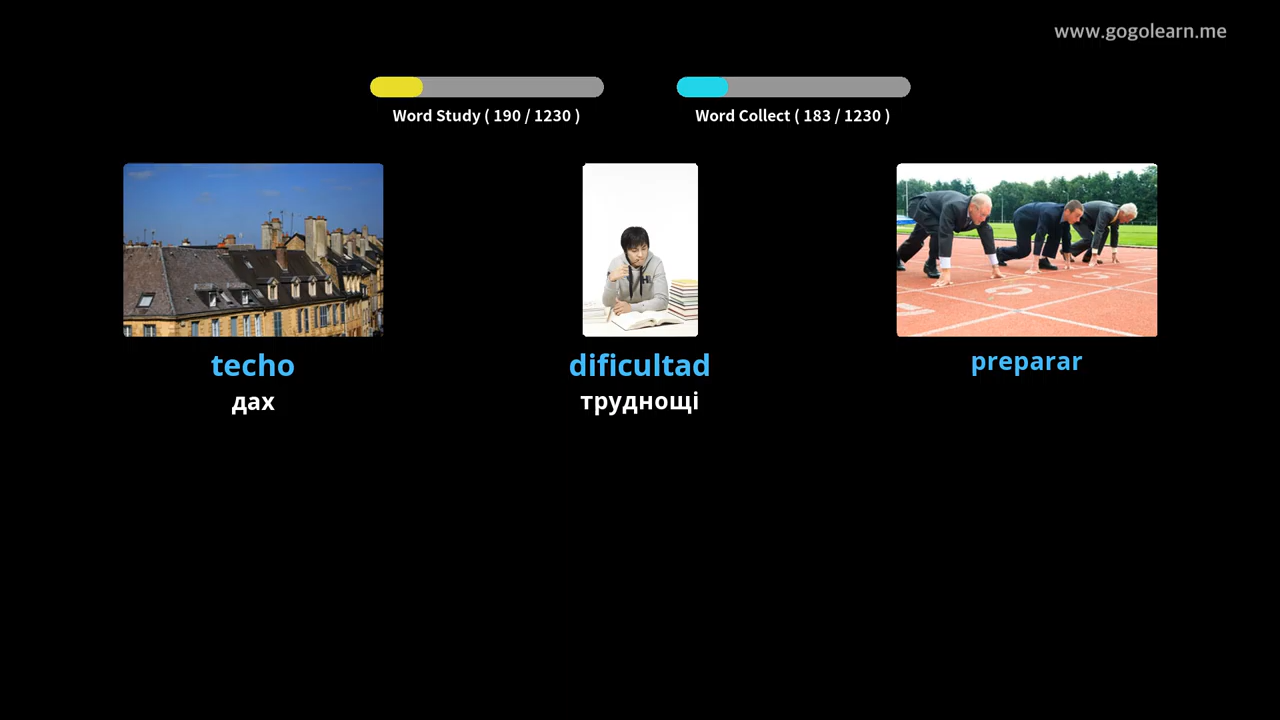 www.gogolearn.me
Word Study ( 190 / 1230 )
Word Collect ( 183 / 1230 )
techo
дах
dificultad
труднощі
preparar